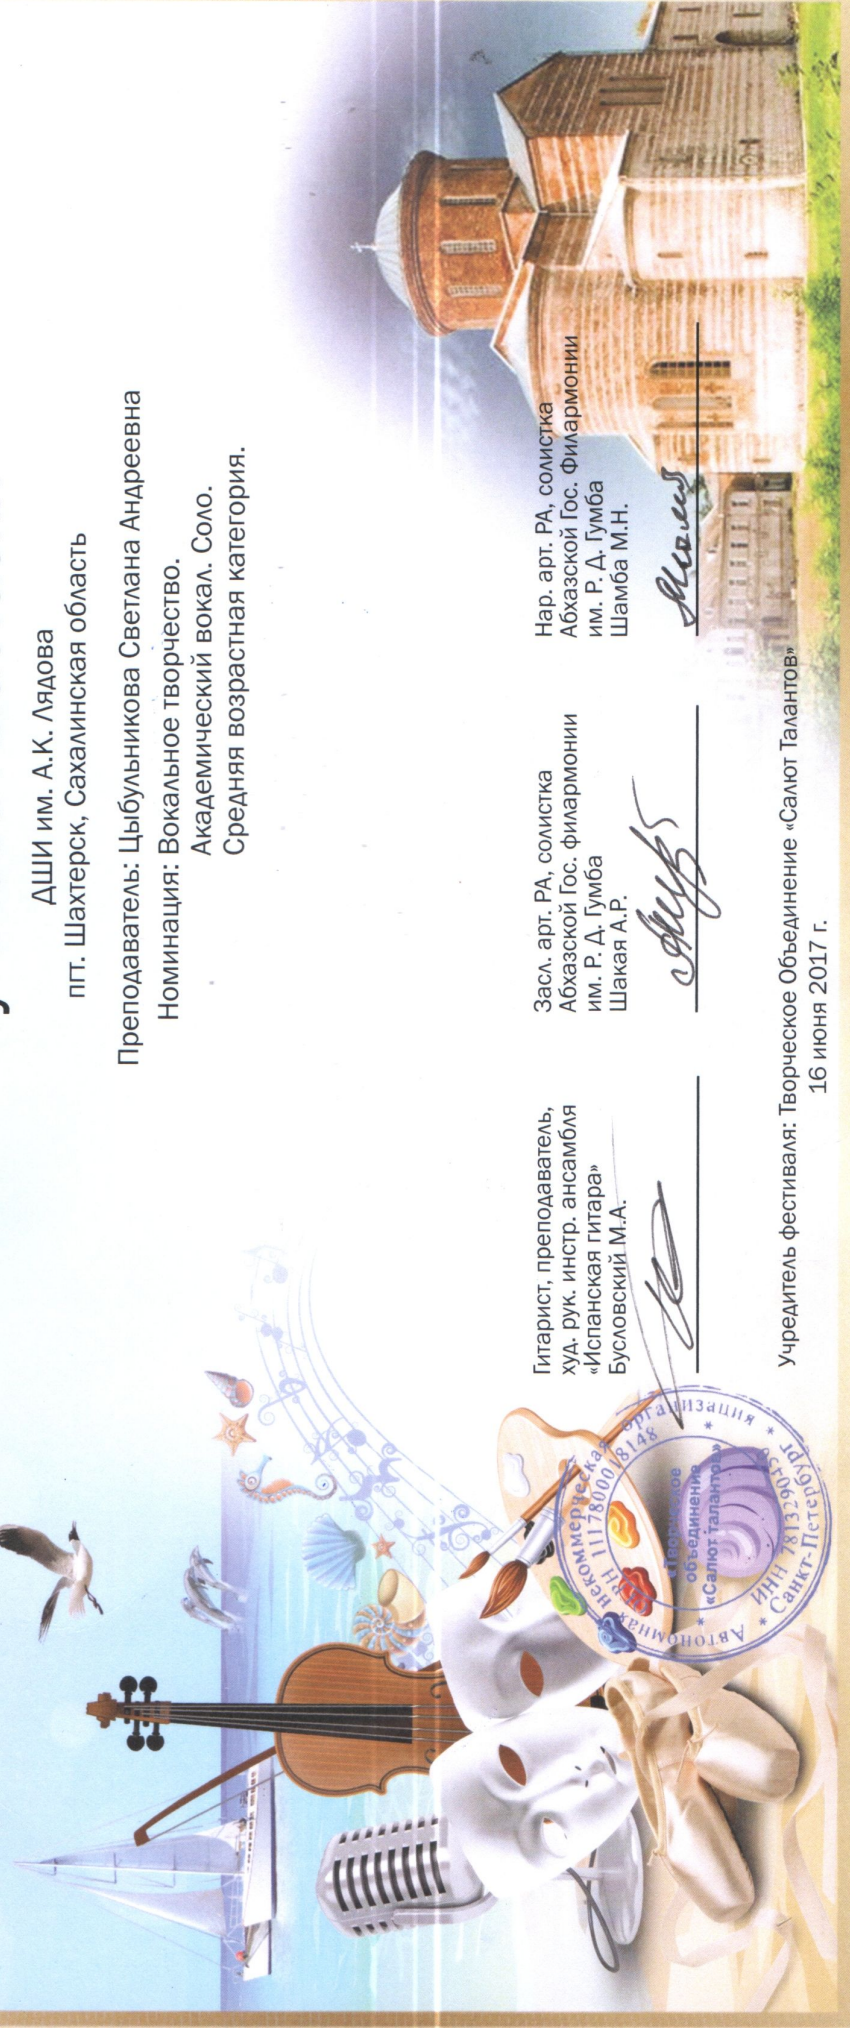 ДШИ им. А.К. Лядова
пгт. Шахтерск, Сахалинская область
Преподаватель: Цыбульникова Светлана Андреевна
Номинация: Вокальное творчество.
Академический вокал. Соло.
Средняя возрастная категория.
Гитарист, преподаватель,
худ. рук. инстр. ансамбля
«Испанская гитара»
Бусловский М.А.
Засл. арт. РА, солистка
Абхазской Гос. филармонии
им. Р. Д. Гумба
Шакая А.Р.
Нар. арт. РА, солистка
Абхазской Гос. Филармонии
им. Р. Д. Гумба
Шамба М.Н.
Автономная некоммерческая организация
* Санкт-Петербург *
«Творческое
объединение
«Салют талантов»
Учредитель фестиваля: Творческое Объединение «Салют Талантов»
16 июня 2017 г.